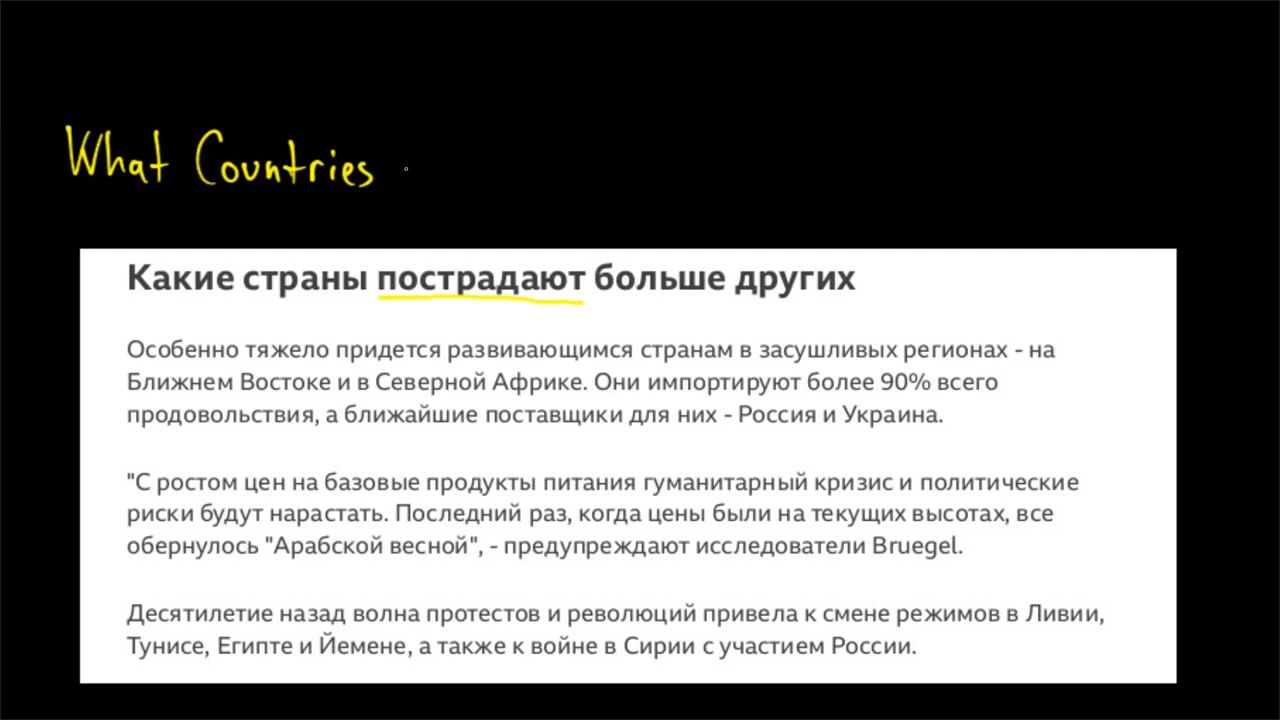 What Countries
Какие страны пострадают больше других
Особенно тяжело придется развивающимся странам в засушливых регионах - на
Ближнем Востоке и в Северной Африке. Они импортируют более 90% всего
продовольствия, а ближайшие поставщики для них - Россия и Украина.
"С ростом цен на базовые продукты питания гуманитарный кризис и политические
риски будут нарастать. Последний раз, когда цены были на текущих высотах, все
обернулось "Арабской весной", - предупреждают исследователи Bruegel.
Десятилетие назад волна протестов и революций привела к смене режимов в Ливии,
Тунисе, Египте и Йемене, а также к войне в Сирии с участием России.